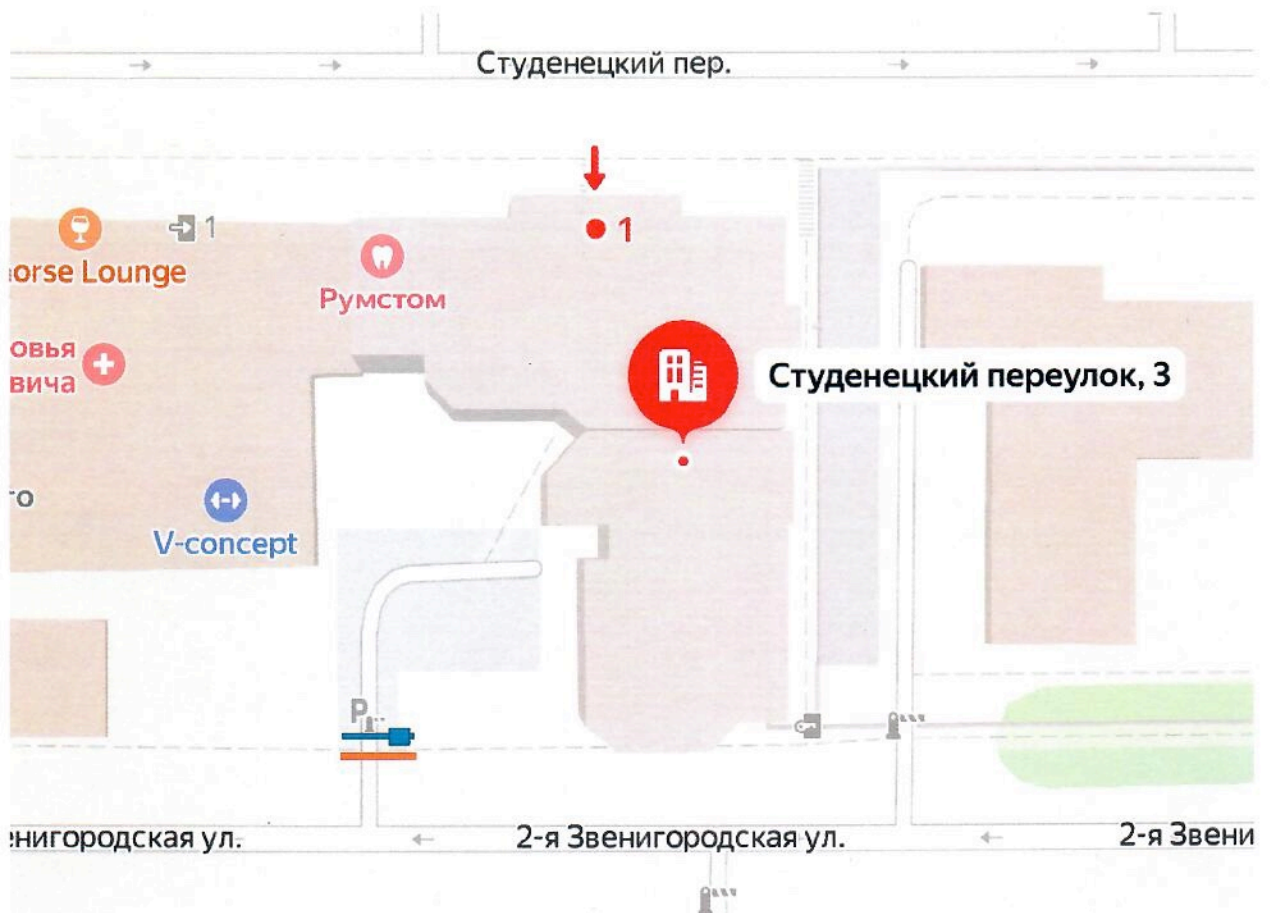 Студенецкий пер.
1
1
orse Lounge
Румстом
овья
вича
Студенецкий переулок, 3
го
V-concept
P
енигородская ул.
2-я Звенигородская ул.
2-я Звени